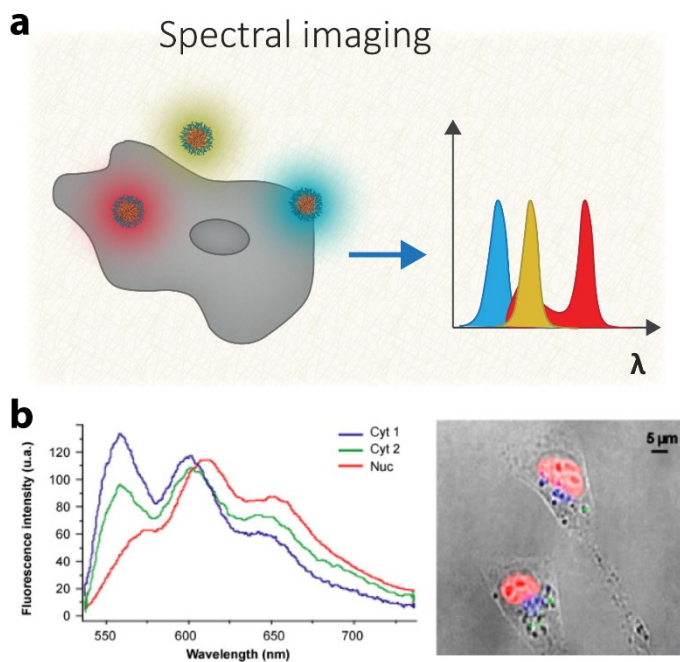 a
Spectral imaging
λ
b
Cyt 1
Cyt 2
Nuc
120
100
80
60
40
20
0
550
600
650
700
Fluorescence intensity (u.a.)
Wavelength (nm)
5 µm